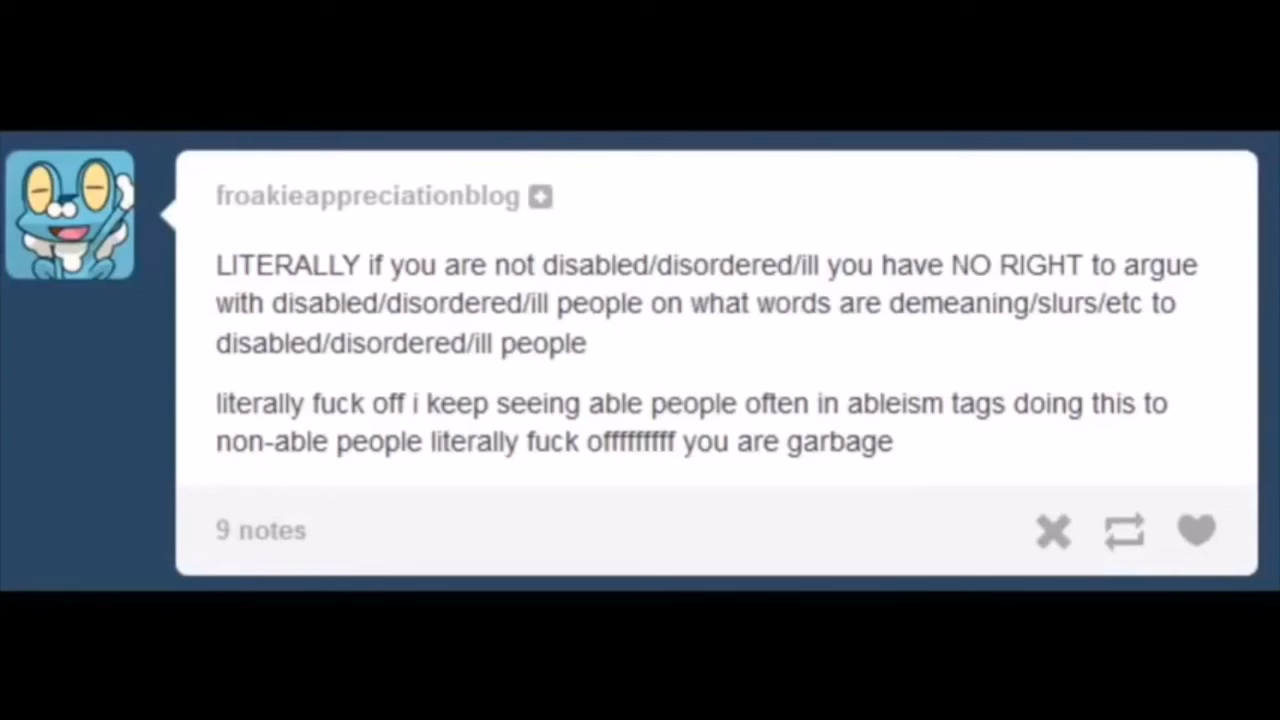 froakieappreciationblog
LITERALLY if you are not disabled/disordered/ill you have NO RIGHT to argue
with disabled/disordered/ill people on what words are demeaning/slurs/etc to
disabled/disordered/ill people
literally fuck off i keep seeing able people often in ableism tags doing this to
non-able people literally fuck offfffffff you are garbage
9 notes